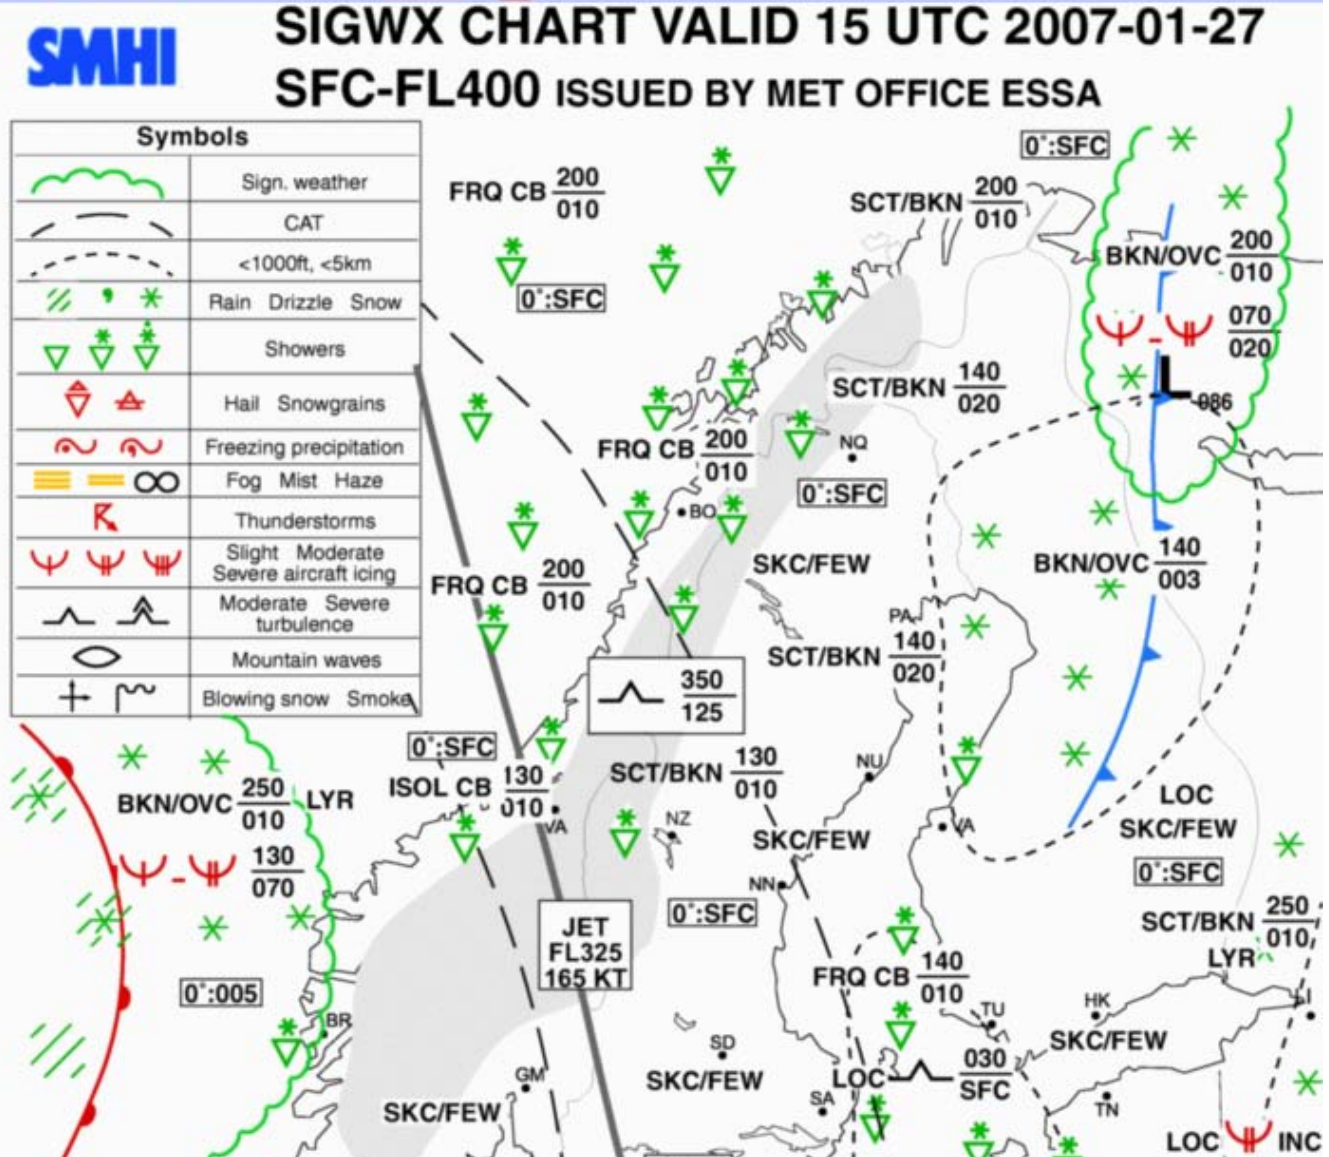 SMHI
SIGWX CHART VALID 15 UTC 2007-01-27
SFC-FL400 ISSUED BY MET OFFICE ESSA
Symbols
Sign. weather
CAT
<1000ft, <5km
Rain Drizzle Snow
Showers
Hail Snowgrains
Freezing precipitation
Fog Mist Haze
Thunderstorms
Slight Moderate
Severe aircraft icing
Moderate Severe
turbulence
Mountain waves
Blowing snow Smoke
0°:SFC
FRQ CB 200
010
SCT/BKN 200
010
BKN/OVC 200
010
0°:SFC
070
020
L
086
SCT/BKN 140
020
FRQ CB 200
010
NQ
0°:SFC
BO
SKC/FEW
BKN/OVC 140
003
FRQ CB 200
010
PA
SCT/BKN 140
020
350
125
0°:SFC
ISOL CB 130
010
VA
SCT/BKN 130
010
NU
NZ
SKC/FEW
VA
LOC
SKC/FEW
BKN/OVC 250
010
LYR
130
070
0°:SFC
NN
0°:SFC
JET
FL325
165 KT
SCT/BKN 250
010
LYR
FRQ CB 140
010
0°:005
BR
TU
HK
SKC/FEW
SD
SKC/FEW
GM
SKC/FEW
LOC
030
SFC
SA
TN
LOC
INC